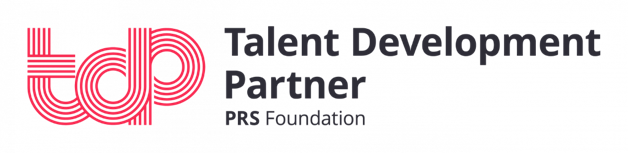 tdp
Talent Development
Partner
PRS Foundation